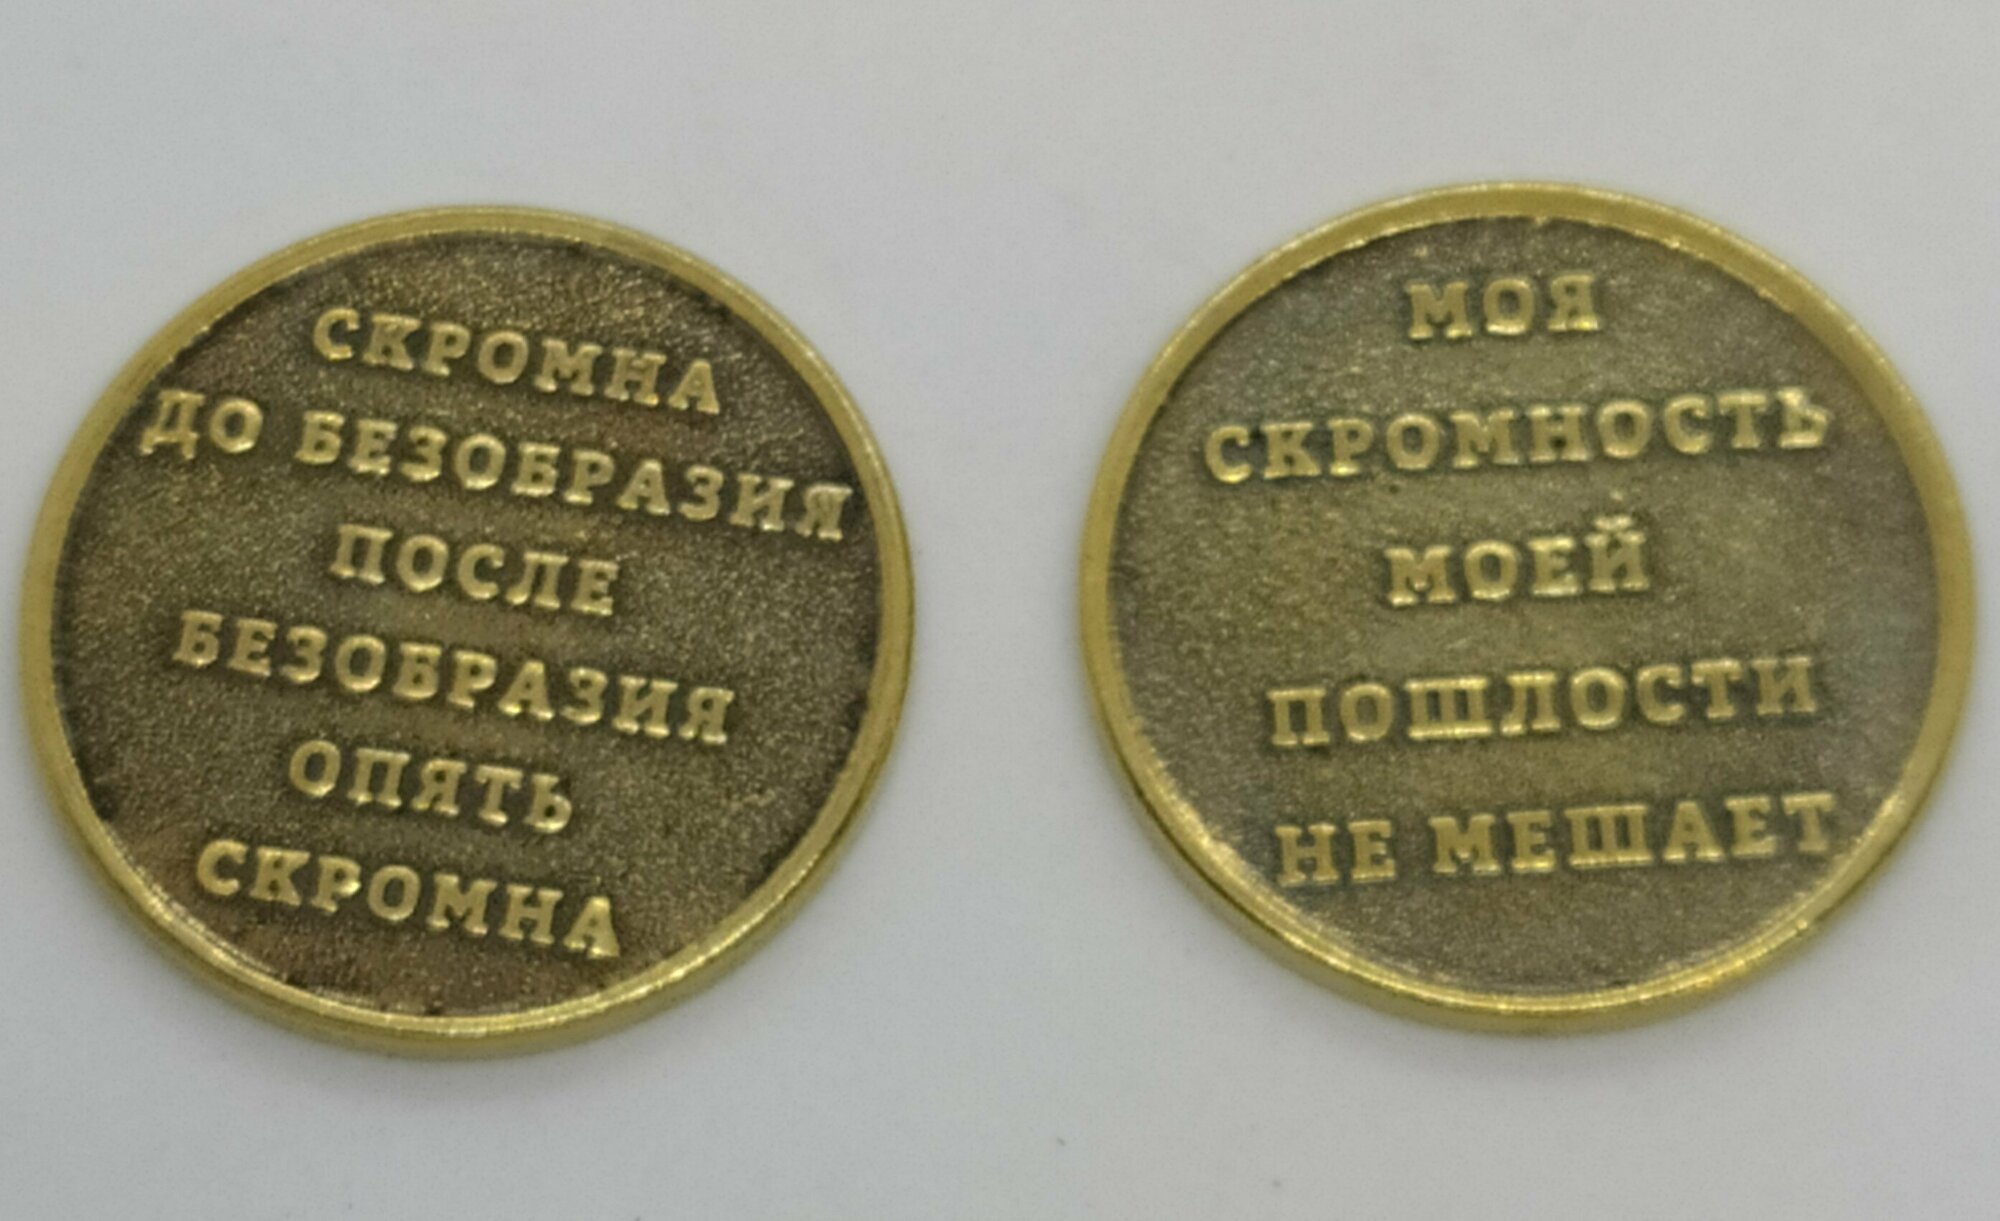 СКРОМНА
ДО БЕЗОБРАЗИЯ
ПОСЛЕ
БЕЗОБРАЗИЯ
ОПЯТЬ
СКРОМНА
МОЯ
СКРОМНОСТЬ
МОЕЙ
ПОШЛОСТИ
НЕ МЕШАЕТ